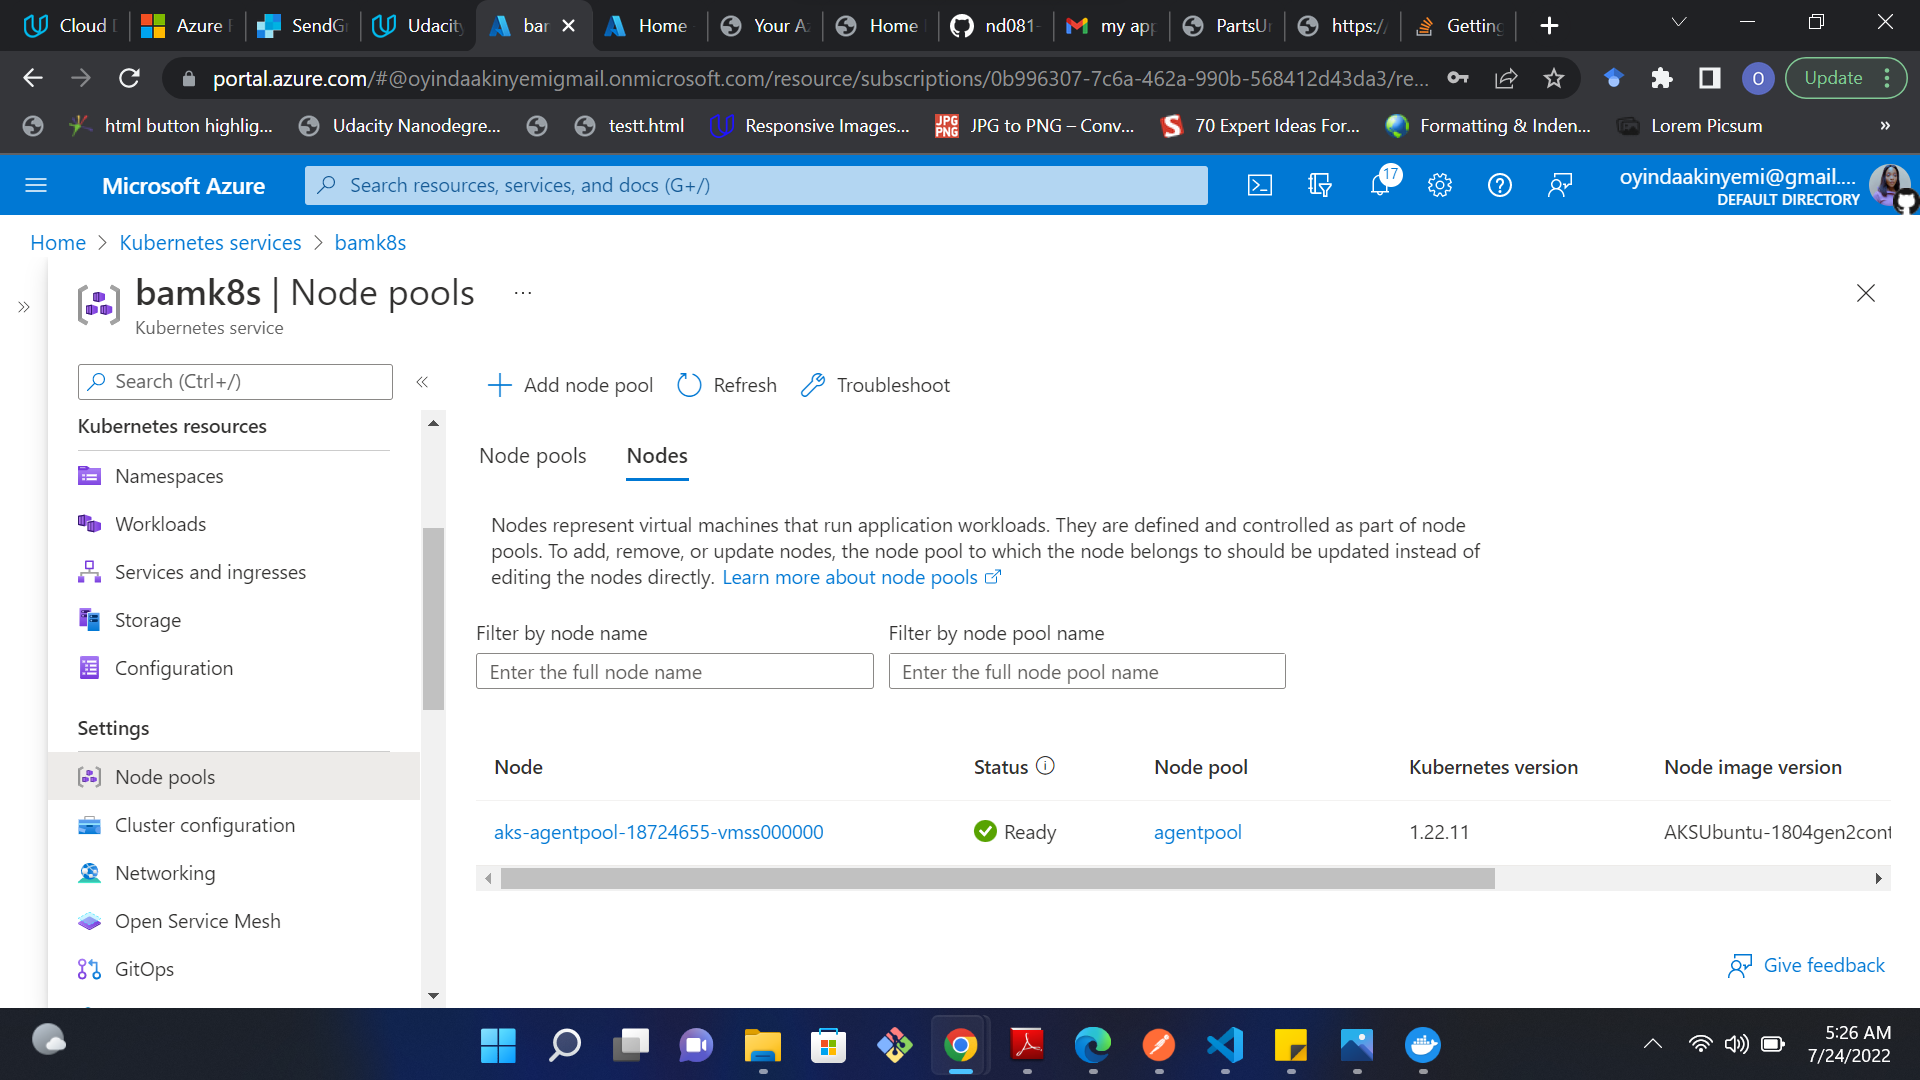 Cloud
Azure
SendG
Udacity
bar
Home
Your A
Home
nd081-
my app
PartsU
https:/
Getting
portal.azure.com/#@oyindaakinyemigmail.onmicrosoft.com/resource/subscriptions/0b996307-7c6a-462a-990b-568412d43da3/re...
O
Update
html button highlig...
Udacity Nanodegre...
testt.html
Responsive Images...
JPG to PNG – Conv...
70 Expert Ideas For...
Formatting & Inden...
Lorem Picsum
»
Microsoft Azure
Search resources, services, and docs (G+/)
17
oyindaakinyemi@gmail....
DEFAULT DIRECTORY
Home > Kubernetes services > bamk8s
bamk8s | Node pools ...
Kubernetes service
Search (Ctrl+/)
Kubernetes resources
Namespaces
Workloads
Services and ingresses
Storage
Configuration
Settings
Node pools
Cluster configuration
Networking
Open Service Mesh
GitOps
Add node pool
Refresh
Troubleshoot
Node pools
Nodes
Nodes represent virtual machines that run application workloads. They are defined and controlled as part of node
pools. To add, remove, or update nodes, the node pool to which the node belongs to should be updated instead of
editing the nodes directly. Learn more about node pools
Filter by node name
Filter by node pool name
Enter the full node name
Enter the full node pool name
Node
Status
Node pool
Kubernetes version
Node image version
aks-agentpool-18724655-vmss000000
Ready
agentpool
1.22.11
AKSUbuntu-1804gen2cont
Give feedback
5:26 AM
7/24/2022